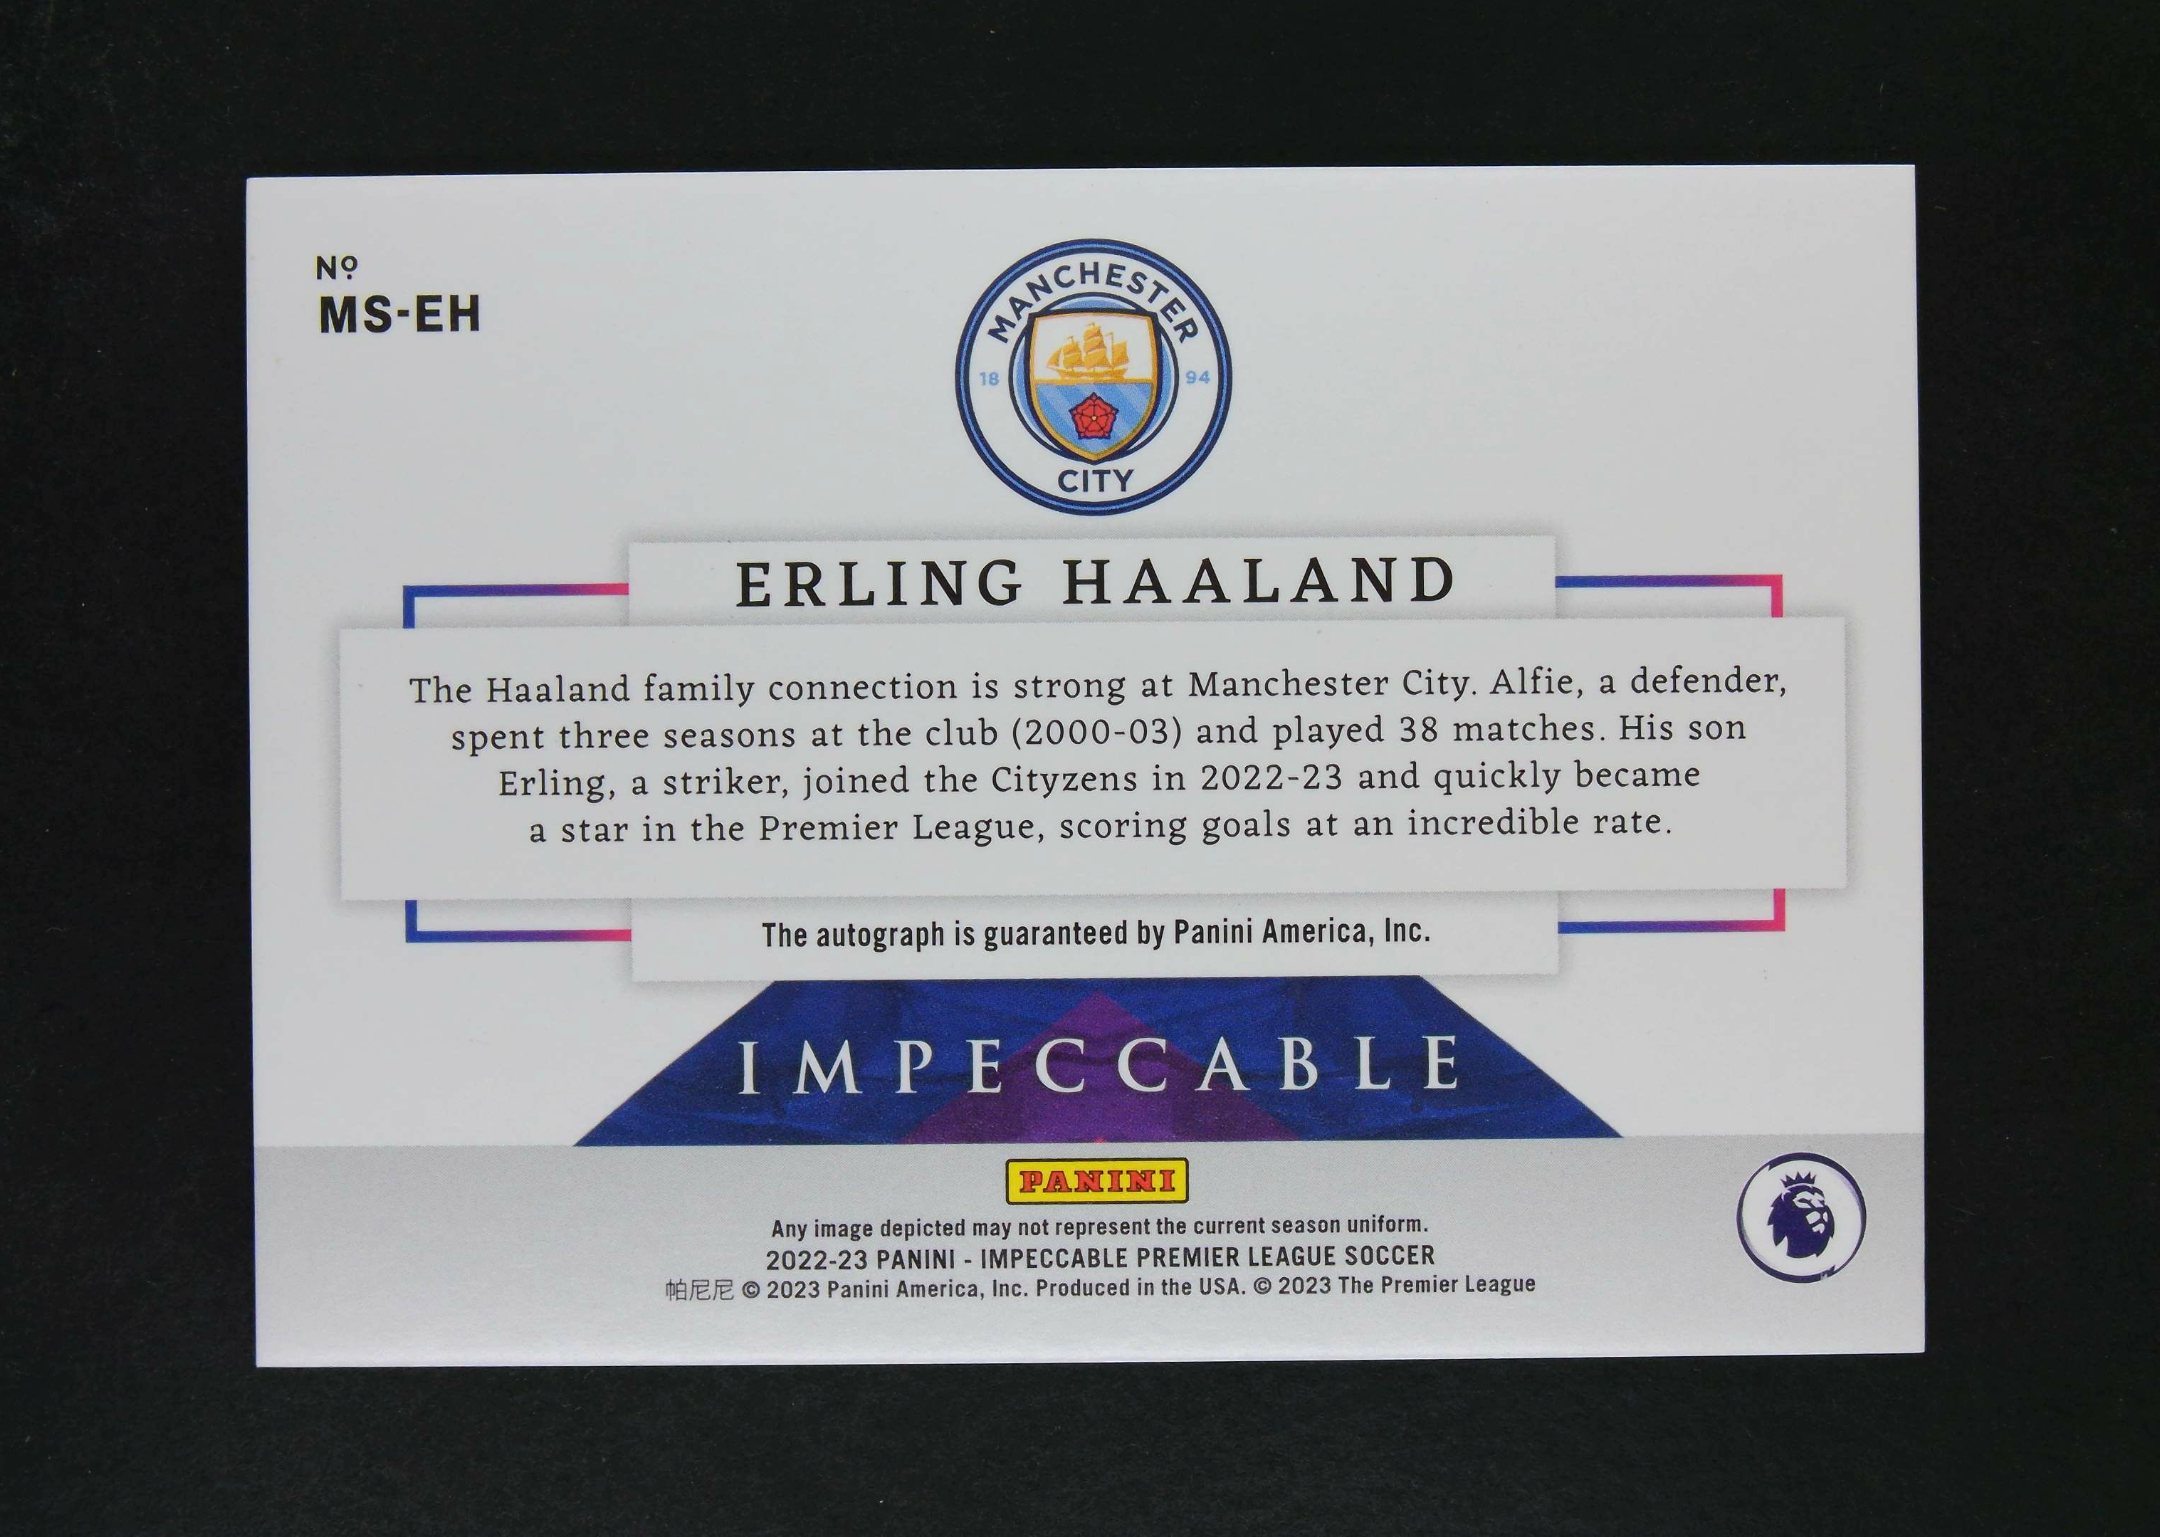 Nº
MS-EH
MANCHESTER
18 94
CITY
ERLING HAALAND
The Haaland family connection is strong at Manchester City. Alfie, a defender,
spent three seasons at the club (2000-03) and played 38 matches. His son
Erling, a striker, joined the Cityzens in 2022-23 and quickly became
a star in the Premier League, scoring goals at an incredible rate.
The autograph is guaranteed by Panini America, Inc.
IMPECCABLE
PANINI
Any image depicted may not represent the current season uniform.
2022-23 PANINI - IMPECCABLE PREMIER LEAGUE SOCCER
帕尼尼 © 2023 Panini America, Inc. Produced in the USA. © 2023 The Premier League